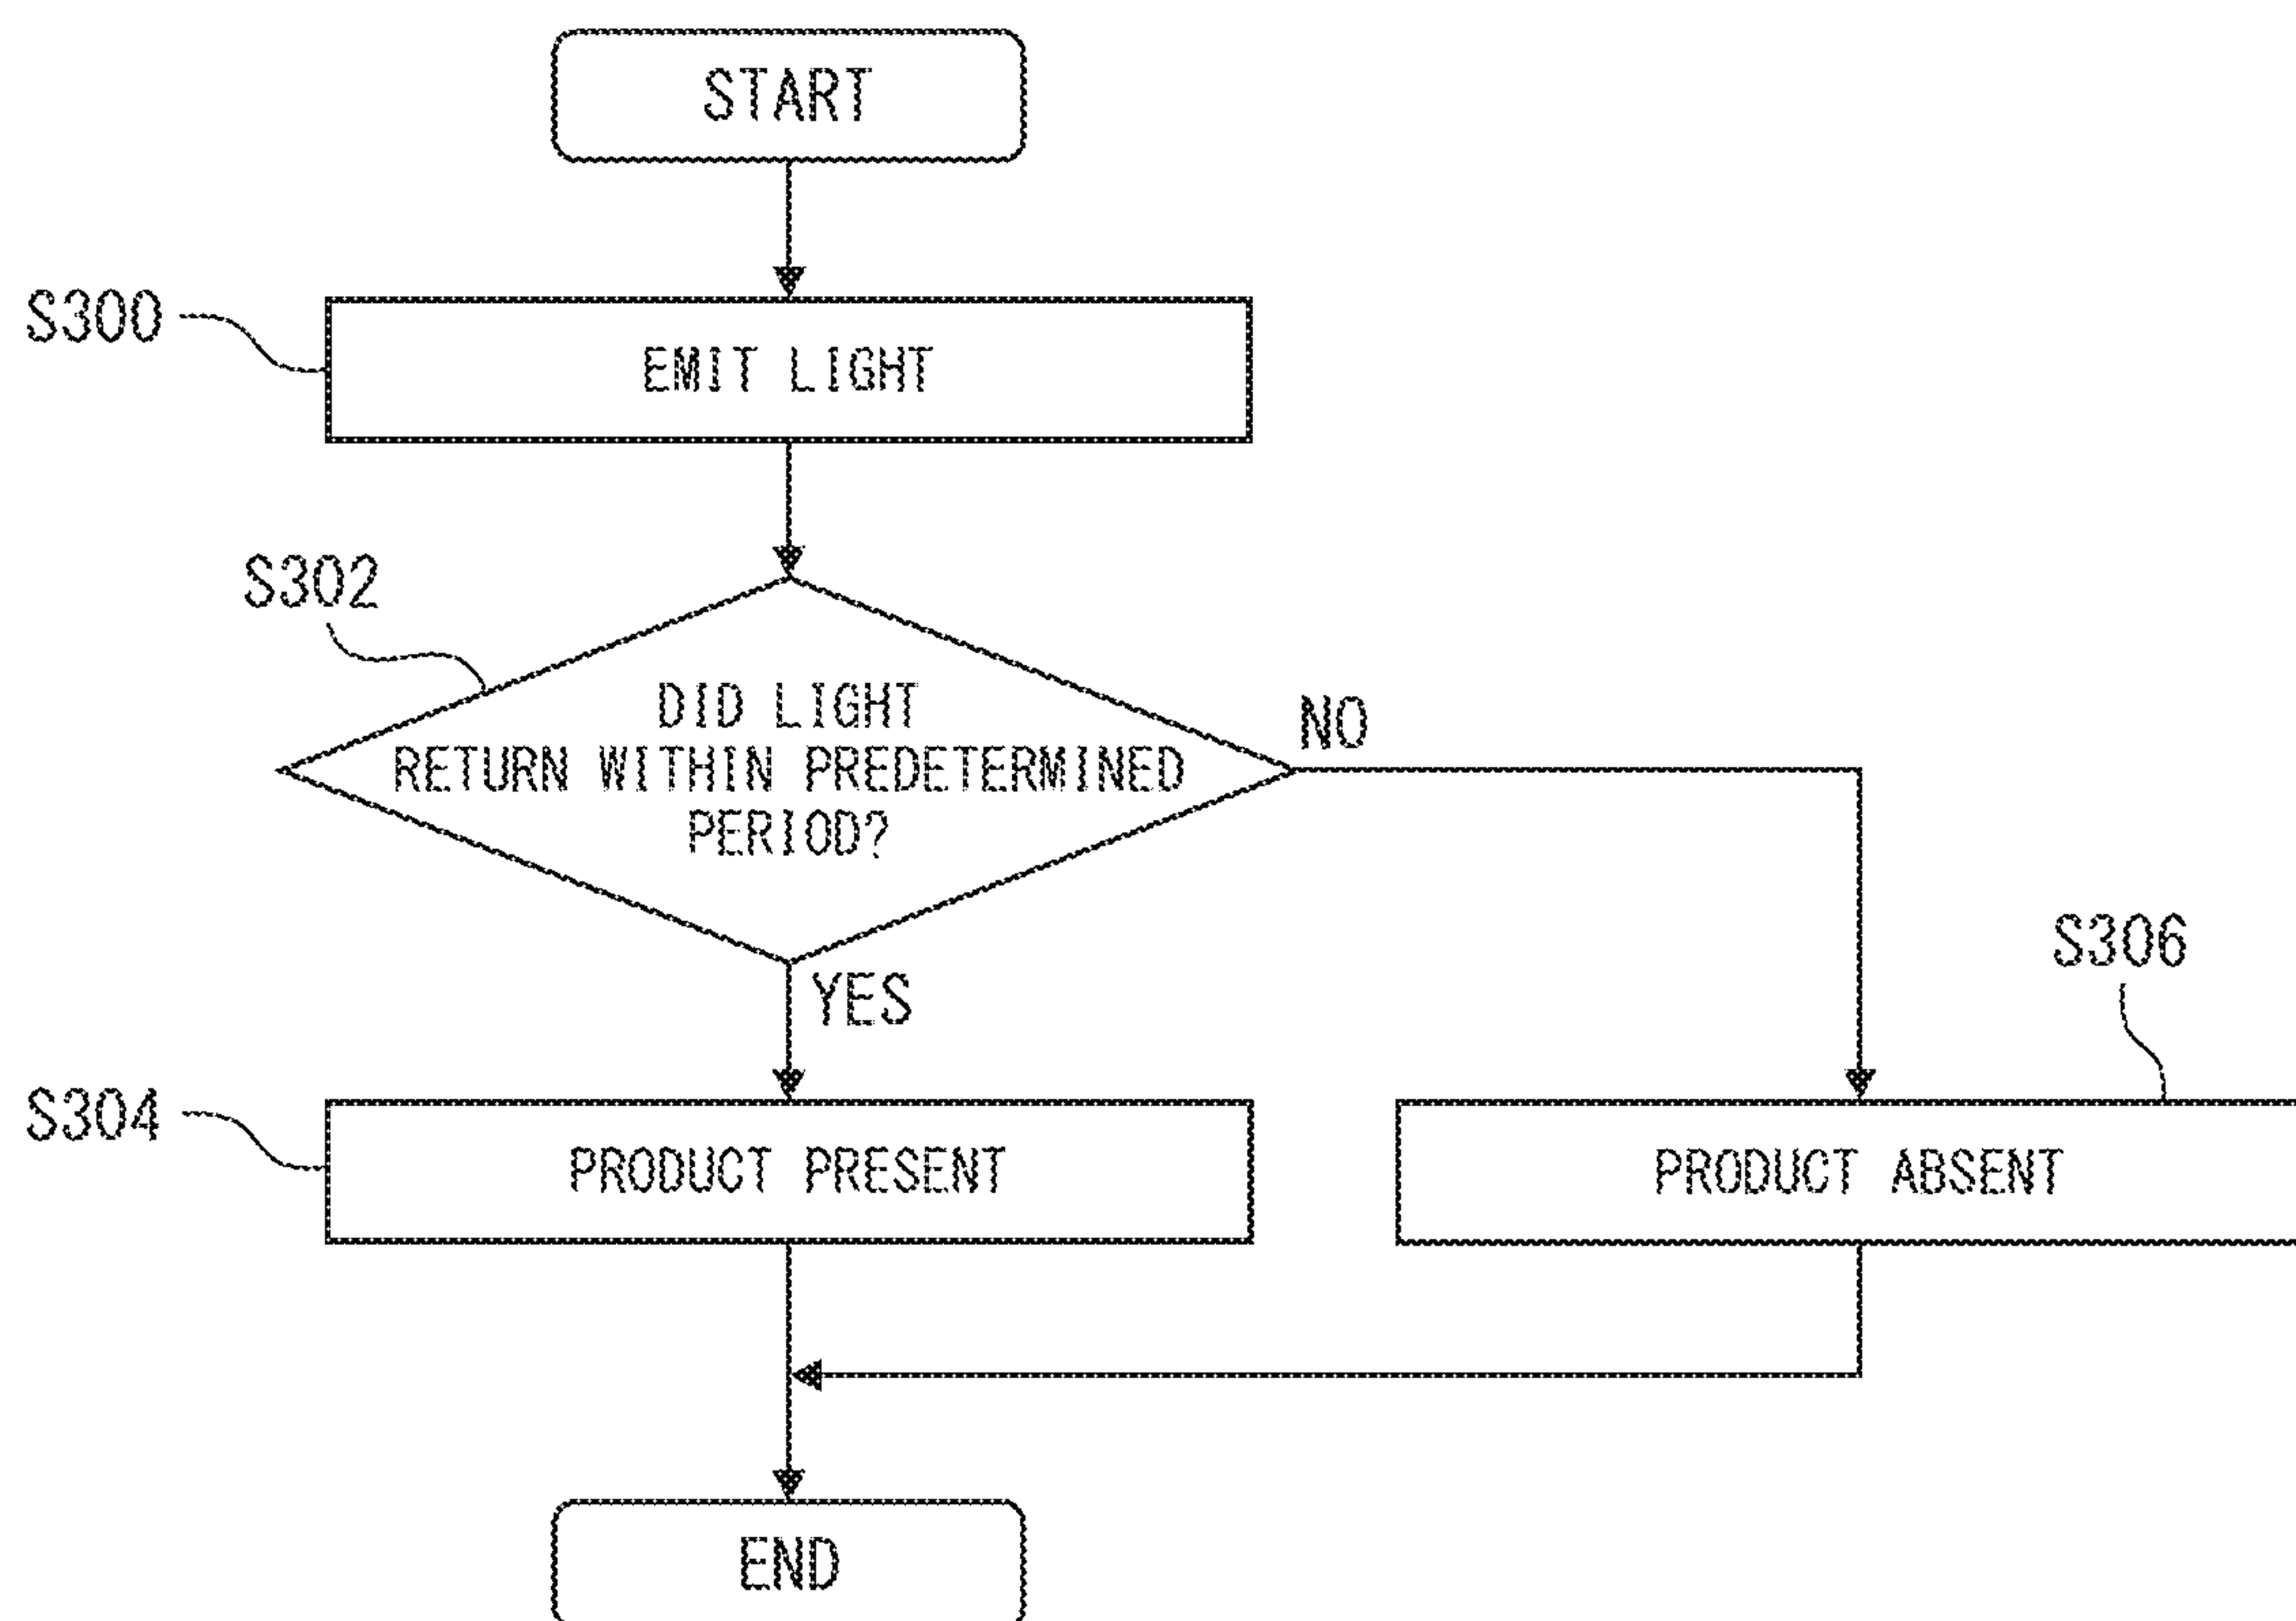 START
S300
EMIT LIGHT
S302
DID LIGHT
RETURN WITHIN PREDETERMINED
PERIOD?
NO
YES
S306
S304
PRODUCT PRESENT
PRODUCT ABSENT
END